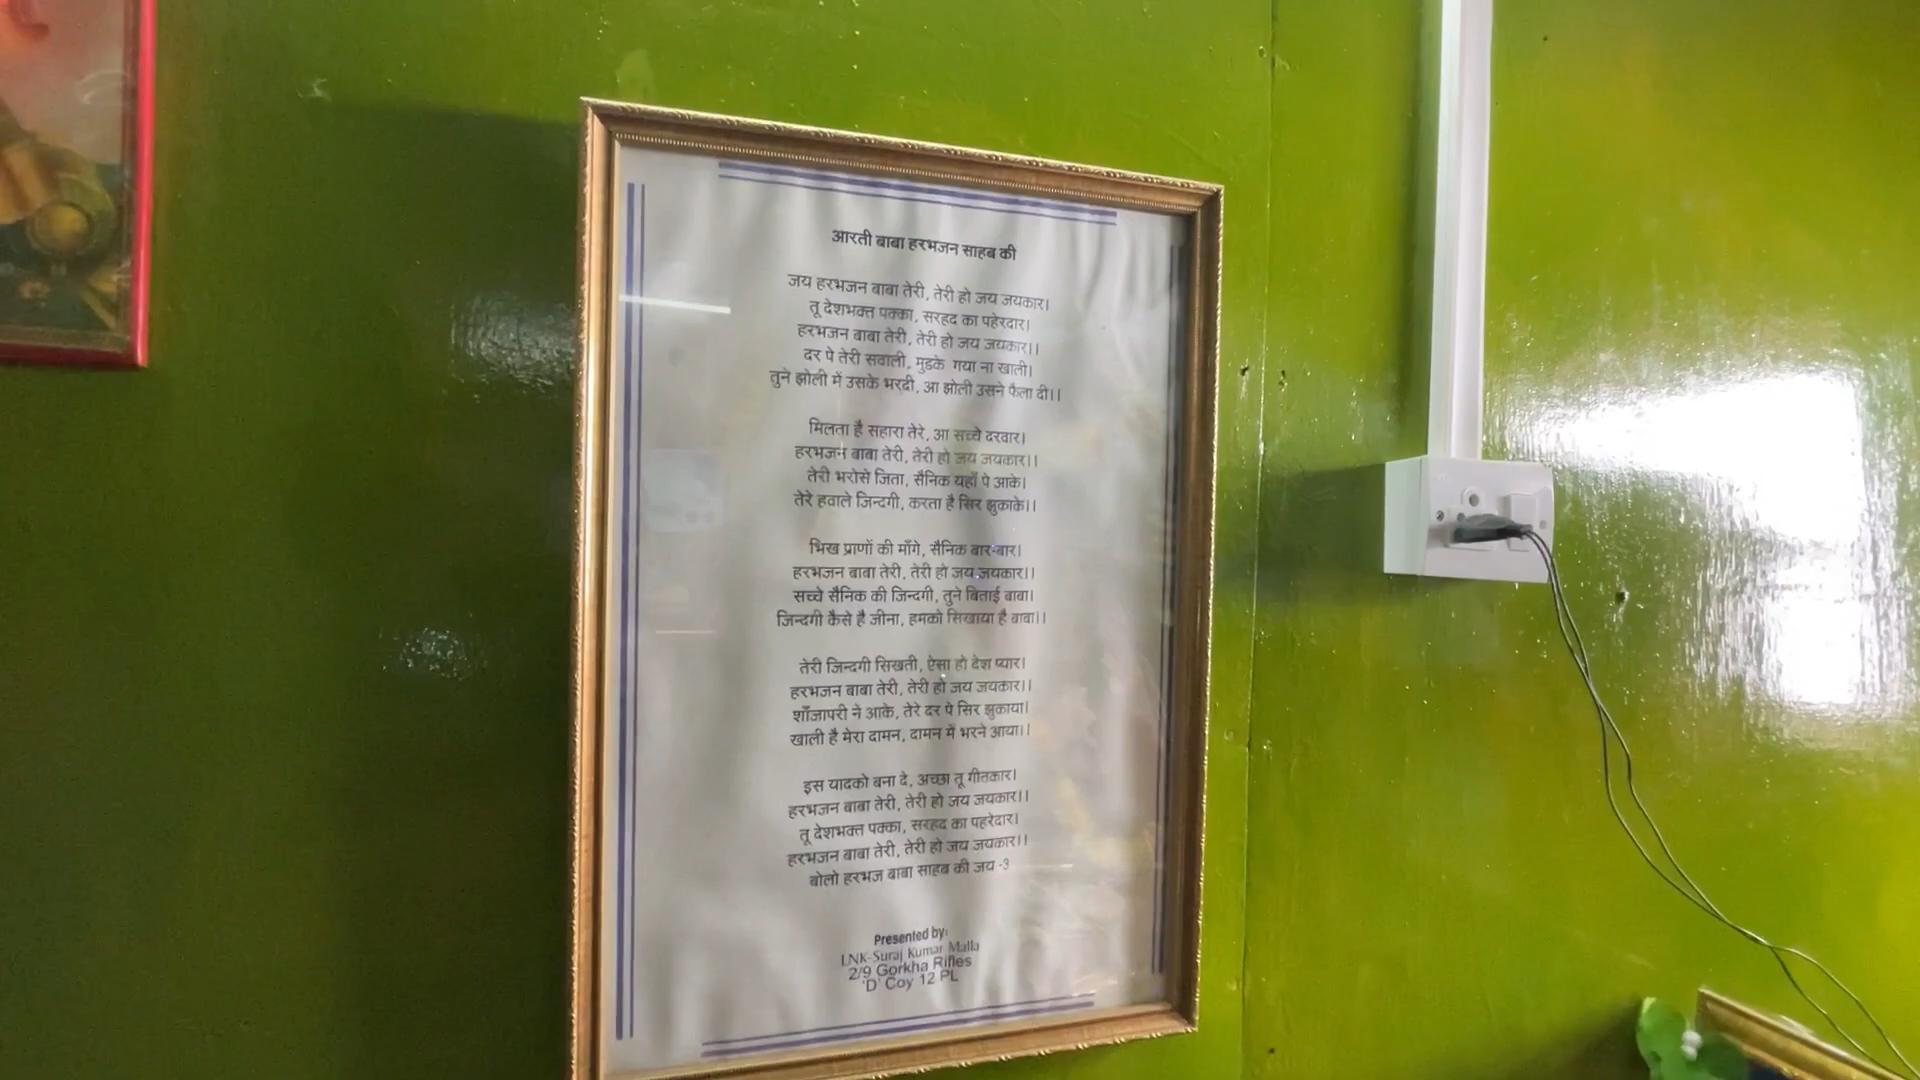 आरती बाबा हरभजन साहब की
जय हरभजन बाबा तेरी, तेरी हो जय जयकार।
तू देशभक्त पक्का, सरहद का पहेरदार।
हरभजन बाबा तेरी, तेरी हो जय जयकार।।
दर पे तेरी सवाली, मुडके गया ना खाली।
तुने झोली में उसके भरदी, आ झोली उसने फैला दी।।
मिलता है सहारा तेरे, आ सच्चे दरवार।
हरभजन बाबा तेरी, तेरी हो जय जयकार।।
तेरी भरोसे जिता, सैनिक यहाँ पे आके।
तेरे हवाले जिन्दगी, करता है सिर झुकाके।।
भिख प्राणों की माँगे, सैनिक बार-बार।
हरभजन बाबा तेरी, तेरी हो जय जयकार।।
सच्चे सैनिक की जिन्दगी, तुने बिताई बाबा।
जिन्दगी कैसे है जीना, हमको सिखाया है बाबा।।
तेरी जिन्दगी सिखती, ऐसा हो देश प्यार।
हरभजन बाबा तेरी, तेरी हो जय जयकार।।
शाँजापरी ने आके, तेरे दर पे सिर झुकाया।
खाली है मेरा दामन, दामन में भरने आया।।
इस यादको बना दे, अच्छा तू गीतकार।
हरभजन बाबा तेरी, तेरी हो जय जयकार।।
तू देशभक्त पक्का, सरहद का पहरेदार।
हरभजन बाबा तेरी, तेरी हो जय जयकार।।
बोलो हरभज बाबा साहब की जय -3
Presented by:
LNK-Suraj Kumar Malla
2/9 Gorkha Rifles
'D' Coy 12 PL